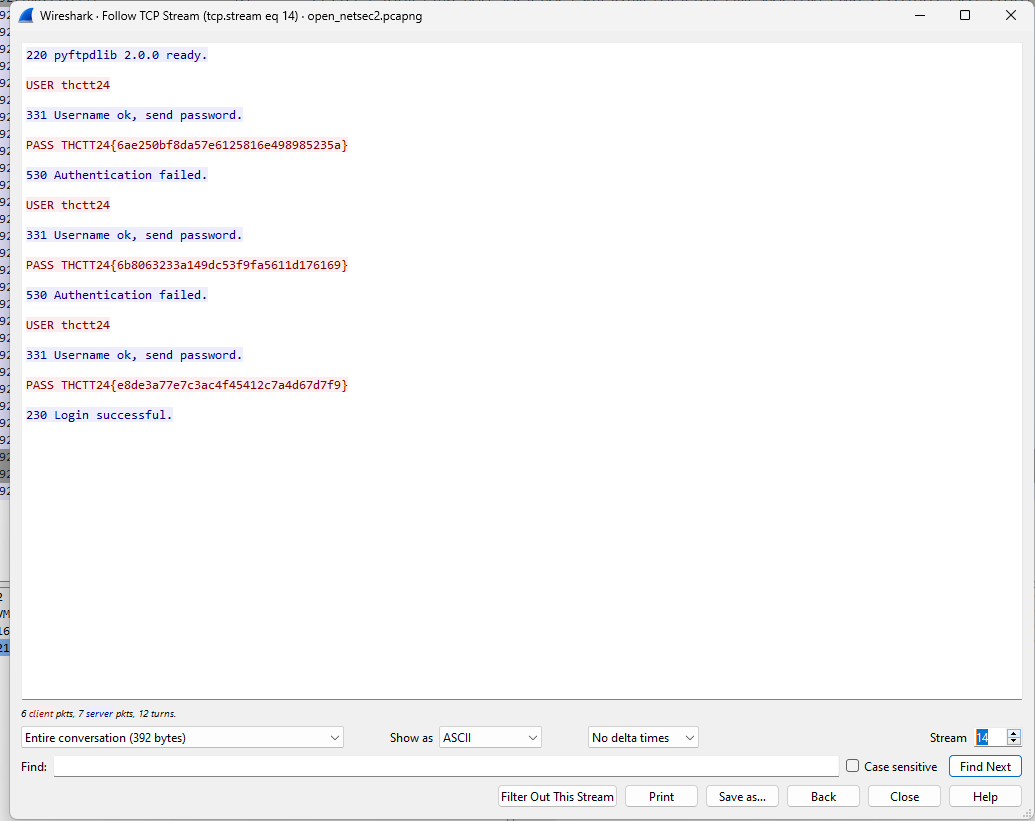 Wireshark · Follow TCP Stream (tcp.stream eq 14) · open_netsec2.pcapng
220 pyftpdlib 2.0.0 ready.
USER thctt24
331 Username ok, send password.
PASS THCTT24{6ae250bf8da57e6125816e498985235a}
530 Authentication failed.
USER thctt24
331 Username ok, send password.
PASS THCTT24{6b8063233a149dc53f9fa5611d176169}
530 Authentication failed.
USER thctt24
331 Username ok, send password.
PASS THCTT24{e8de3a77e7c3ac4f45412c7a4d67d7f9}
230 Login successful.
6 client pkts, 7 server pkts, 12 turns.
Entire conversation (392 bytes) Show as ASCII No delta times Stream 14
Find: Case sensitive Find Next
Filter Out This Stream Print Save as... Back Close Help